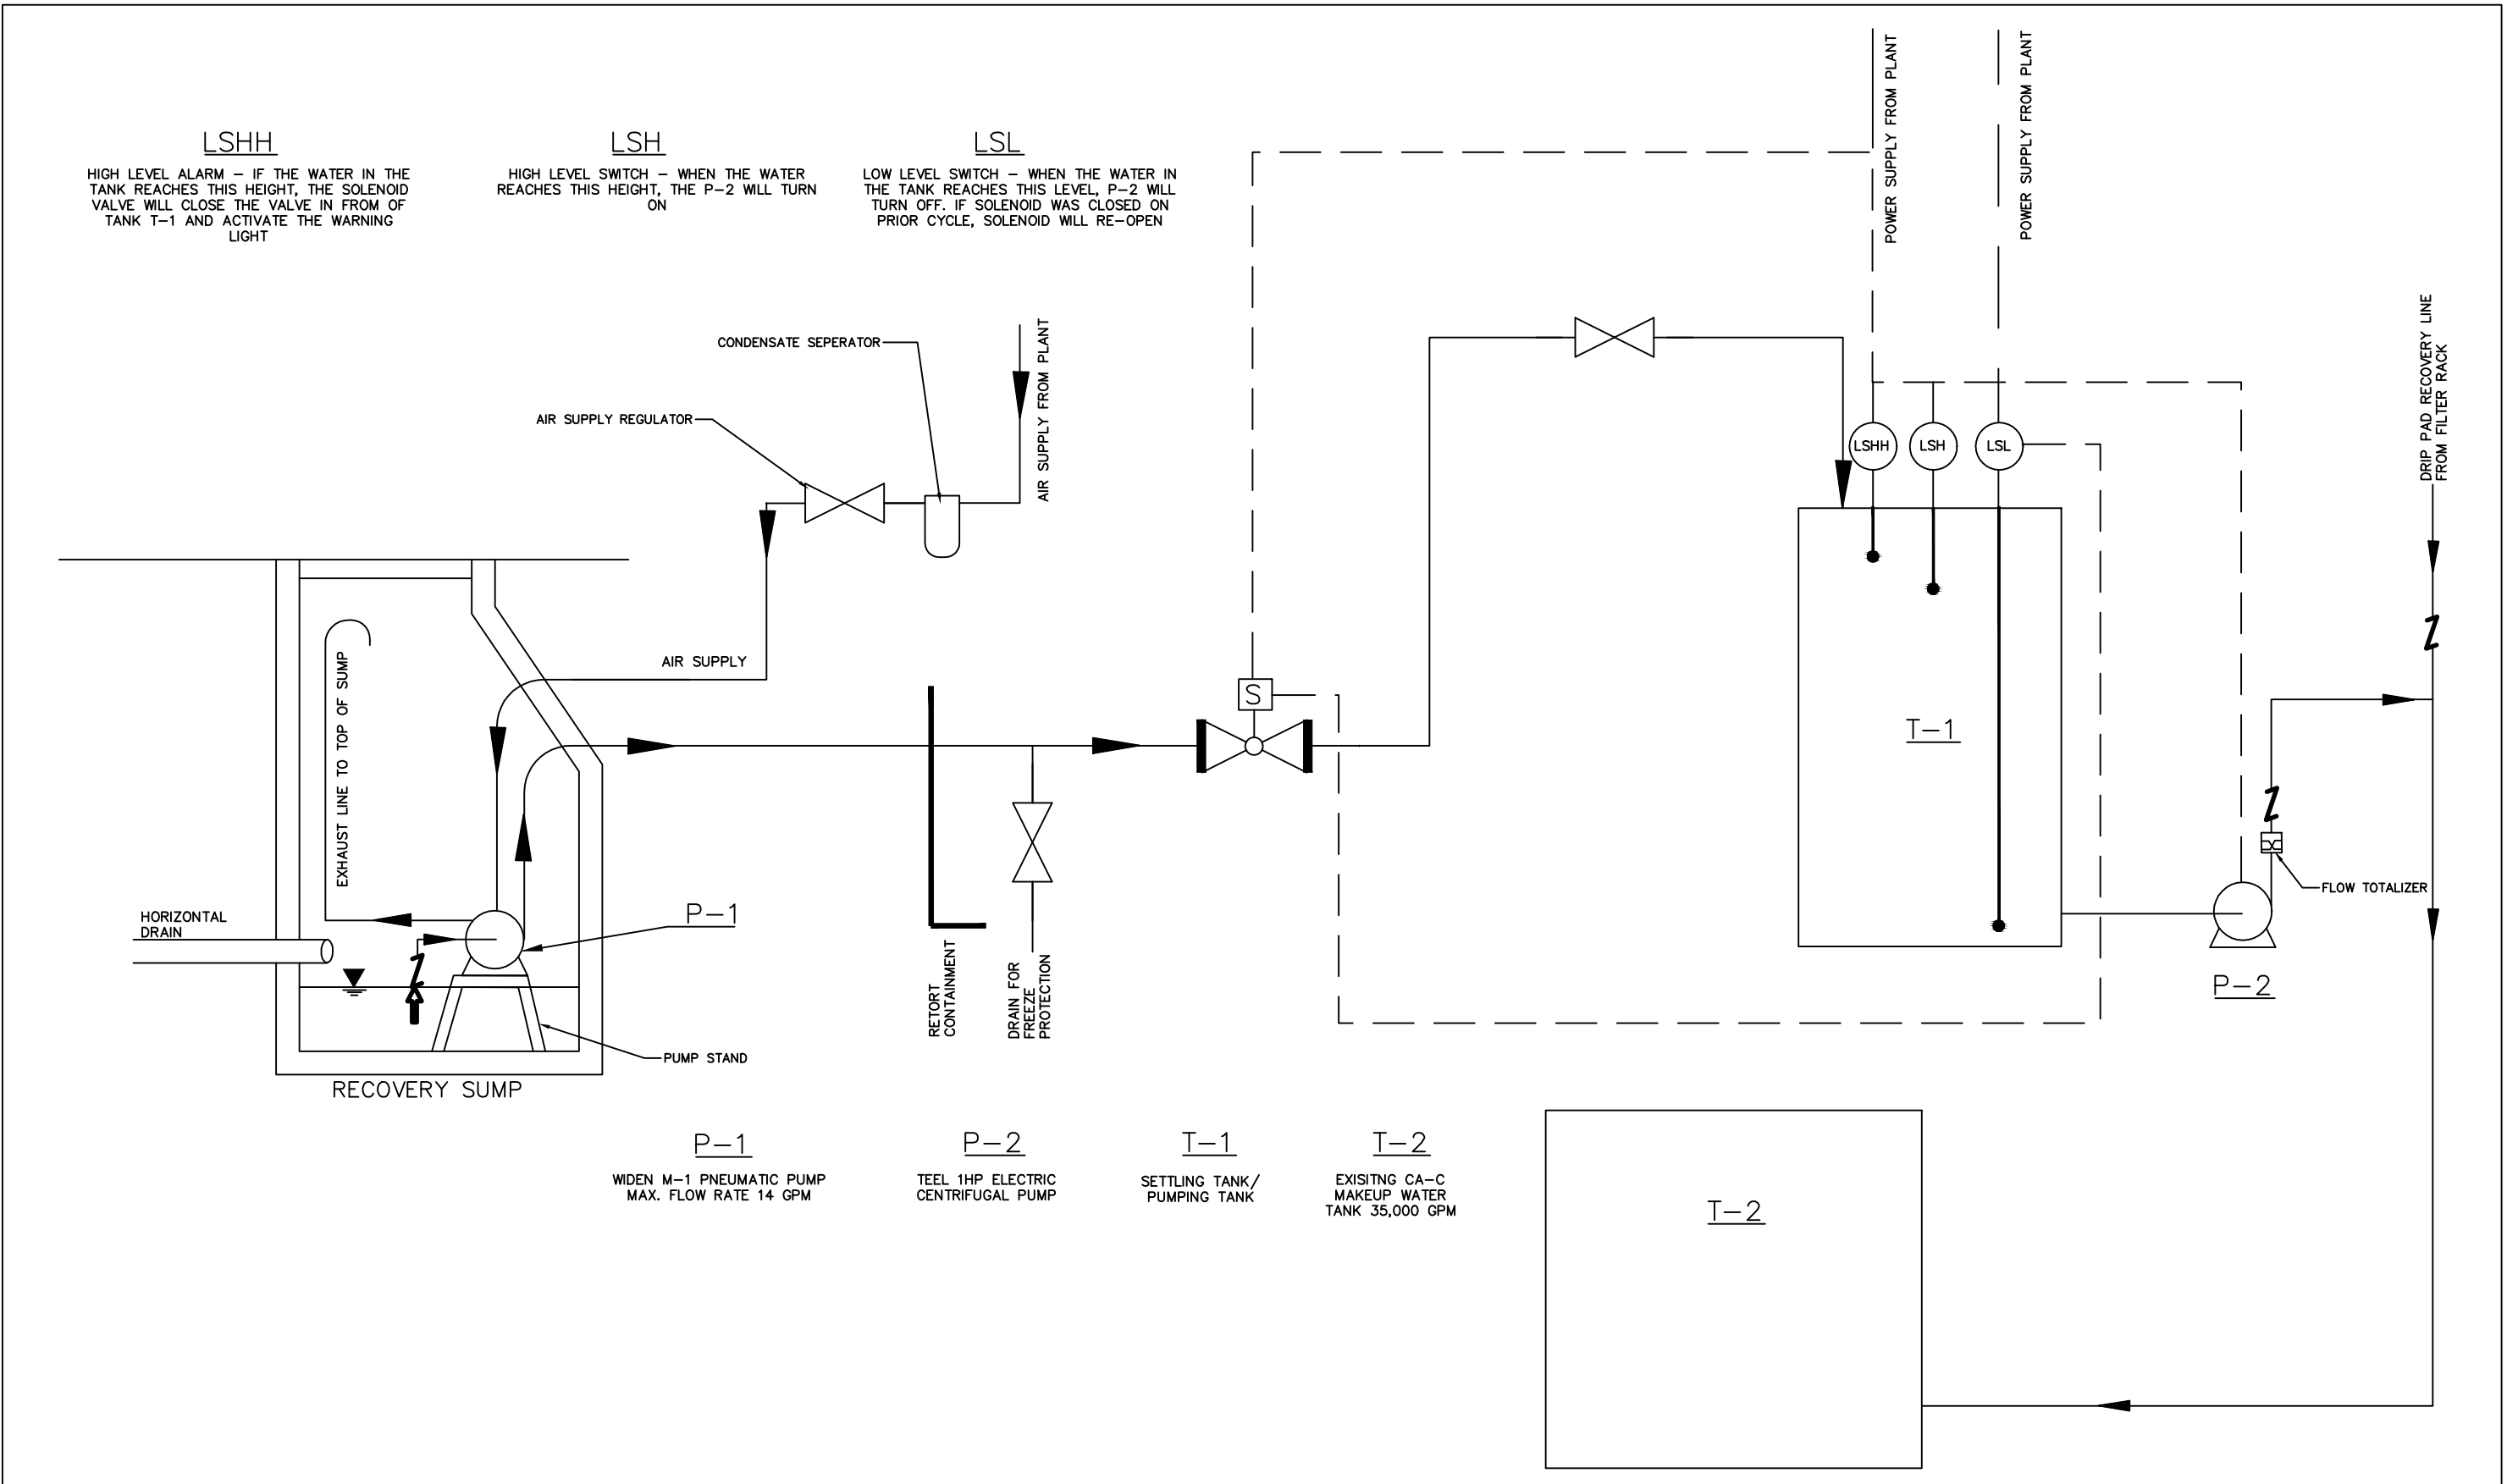 LSHH
HIGH LEVEL ALARM – IF THE WATER IN THE
TANK REACHES THIS HEIGHT, THE SOLENOID
VALVE WILL CLOSE THE VALVE IN FROM OF
TANK T–1 AND ACTIVATE THE WARNING
LIGHT
LSH
HIGH LEVEL SWITCH – WHEN THE WATER
REACHES THIS HEIGHT, THE P–2 WILL TURN
ON
LSL
LOW LEVEL SWITCH – WHEN THE WATER IN
THE TANK REACHES THIS LEVEL, P–2 WILL
TURN OFF. IF SOLENOID WAS CLOSED ON
PRIOR CYCLE, SOLENOID WILL RE–OPEN
POWER SUPPLY FROM PLANT
POWER SUPPLY FROM PLANT
CONDENSATE SEPERATOR
AIR SUPPLY REGULATOR
AIR SUPPLY FROM PLANT
DRIP PAD RECOVERY LINE
FROM FILTER RACK
LSHH
LSH
LSL
AIR SUPPLY
EXHAUST LINE TO TOP OF SUMP
S
T–1
FLOW TOTALIZER
HORIZONTAL
DRAIN
P–1
RETORT
CONTAINMENT
DRAIN FOR
FREEZE
PROTECTION
P–2
PUMP STAND
RECOVERY SUMP
P–1
WIDEN M–1 PNEUMATIC PUMP
MAX. FLOW RATE 14 GPM
P–2
TEEL 1HP ELECTRIC
CENTRIFUGAL PUMP
T–1
SETTLING TANK/
PUMPING TANK
T–2
EXISITNG CA–C
MAKEUP WATER
TANK 35,000 GPM
T–2